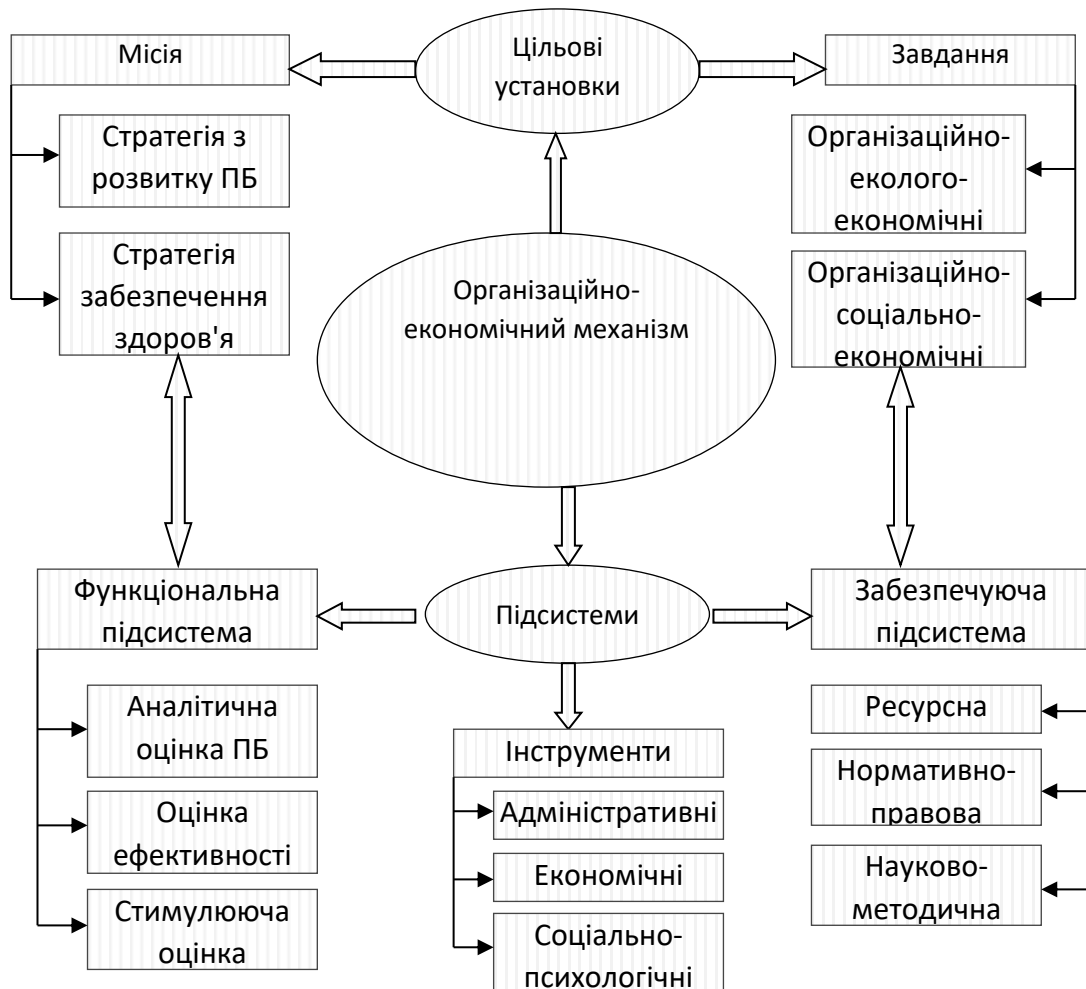 Місія
Цільові
установки
Завдання
Стратегія з
розвитку ПБ
Організаційно-
еколого-
економічні
Стратегія
забезпечення
здоров'я
Організаційно-
економічний механізм
Організаційно-
соціально-
економічні
Функціональна
підсистема
Підсистеми
Забезпечуюча
підсистема
Аналітична
оцінка ПБ
Оцінка
ефективності
Стимулююча
оцінка
Інструменти
Адміністративні
Економічні
Соціально-
психологічні
Ресурсна
Нормативно-
правова
Науково-
методична